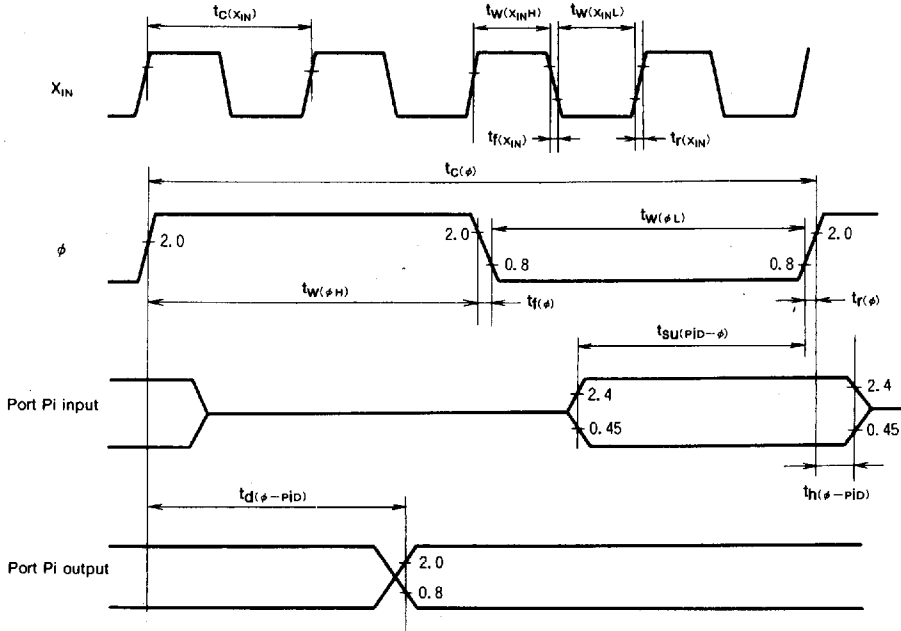 tC(XIN) tW(XINH) tW(XINL)
XIN
tf(XIN) tr(XIN)
tC(φ)
tW(φL)
φ 2.0 2.0 2.0
0.8 0.8
tW(φH) tf(φ) tr(φ)
tSU(PiD−φ)
Port Pi input 2.4 2.4
0.45 0.45
td(φ−PiD) th(φ−PiD)
Port Pi output 2.0
0.8